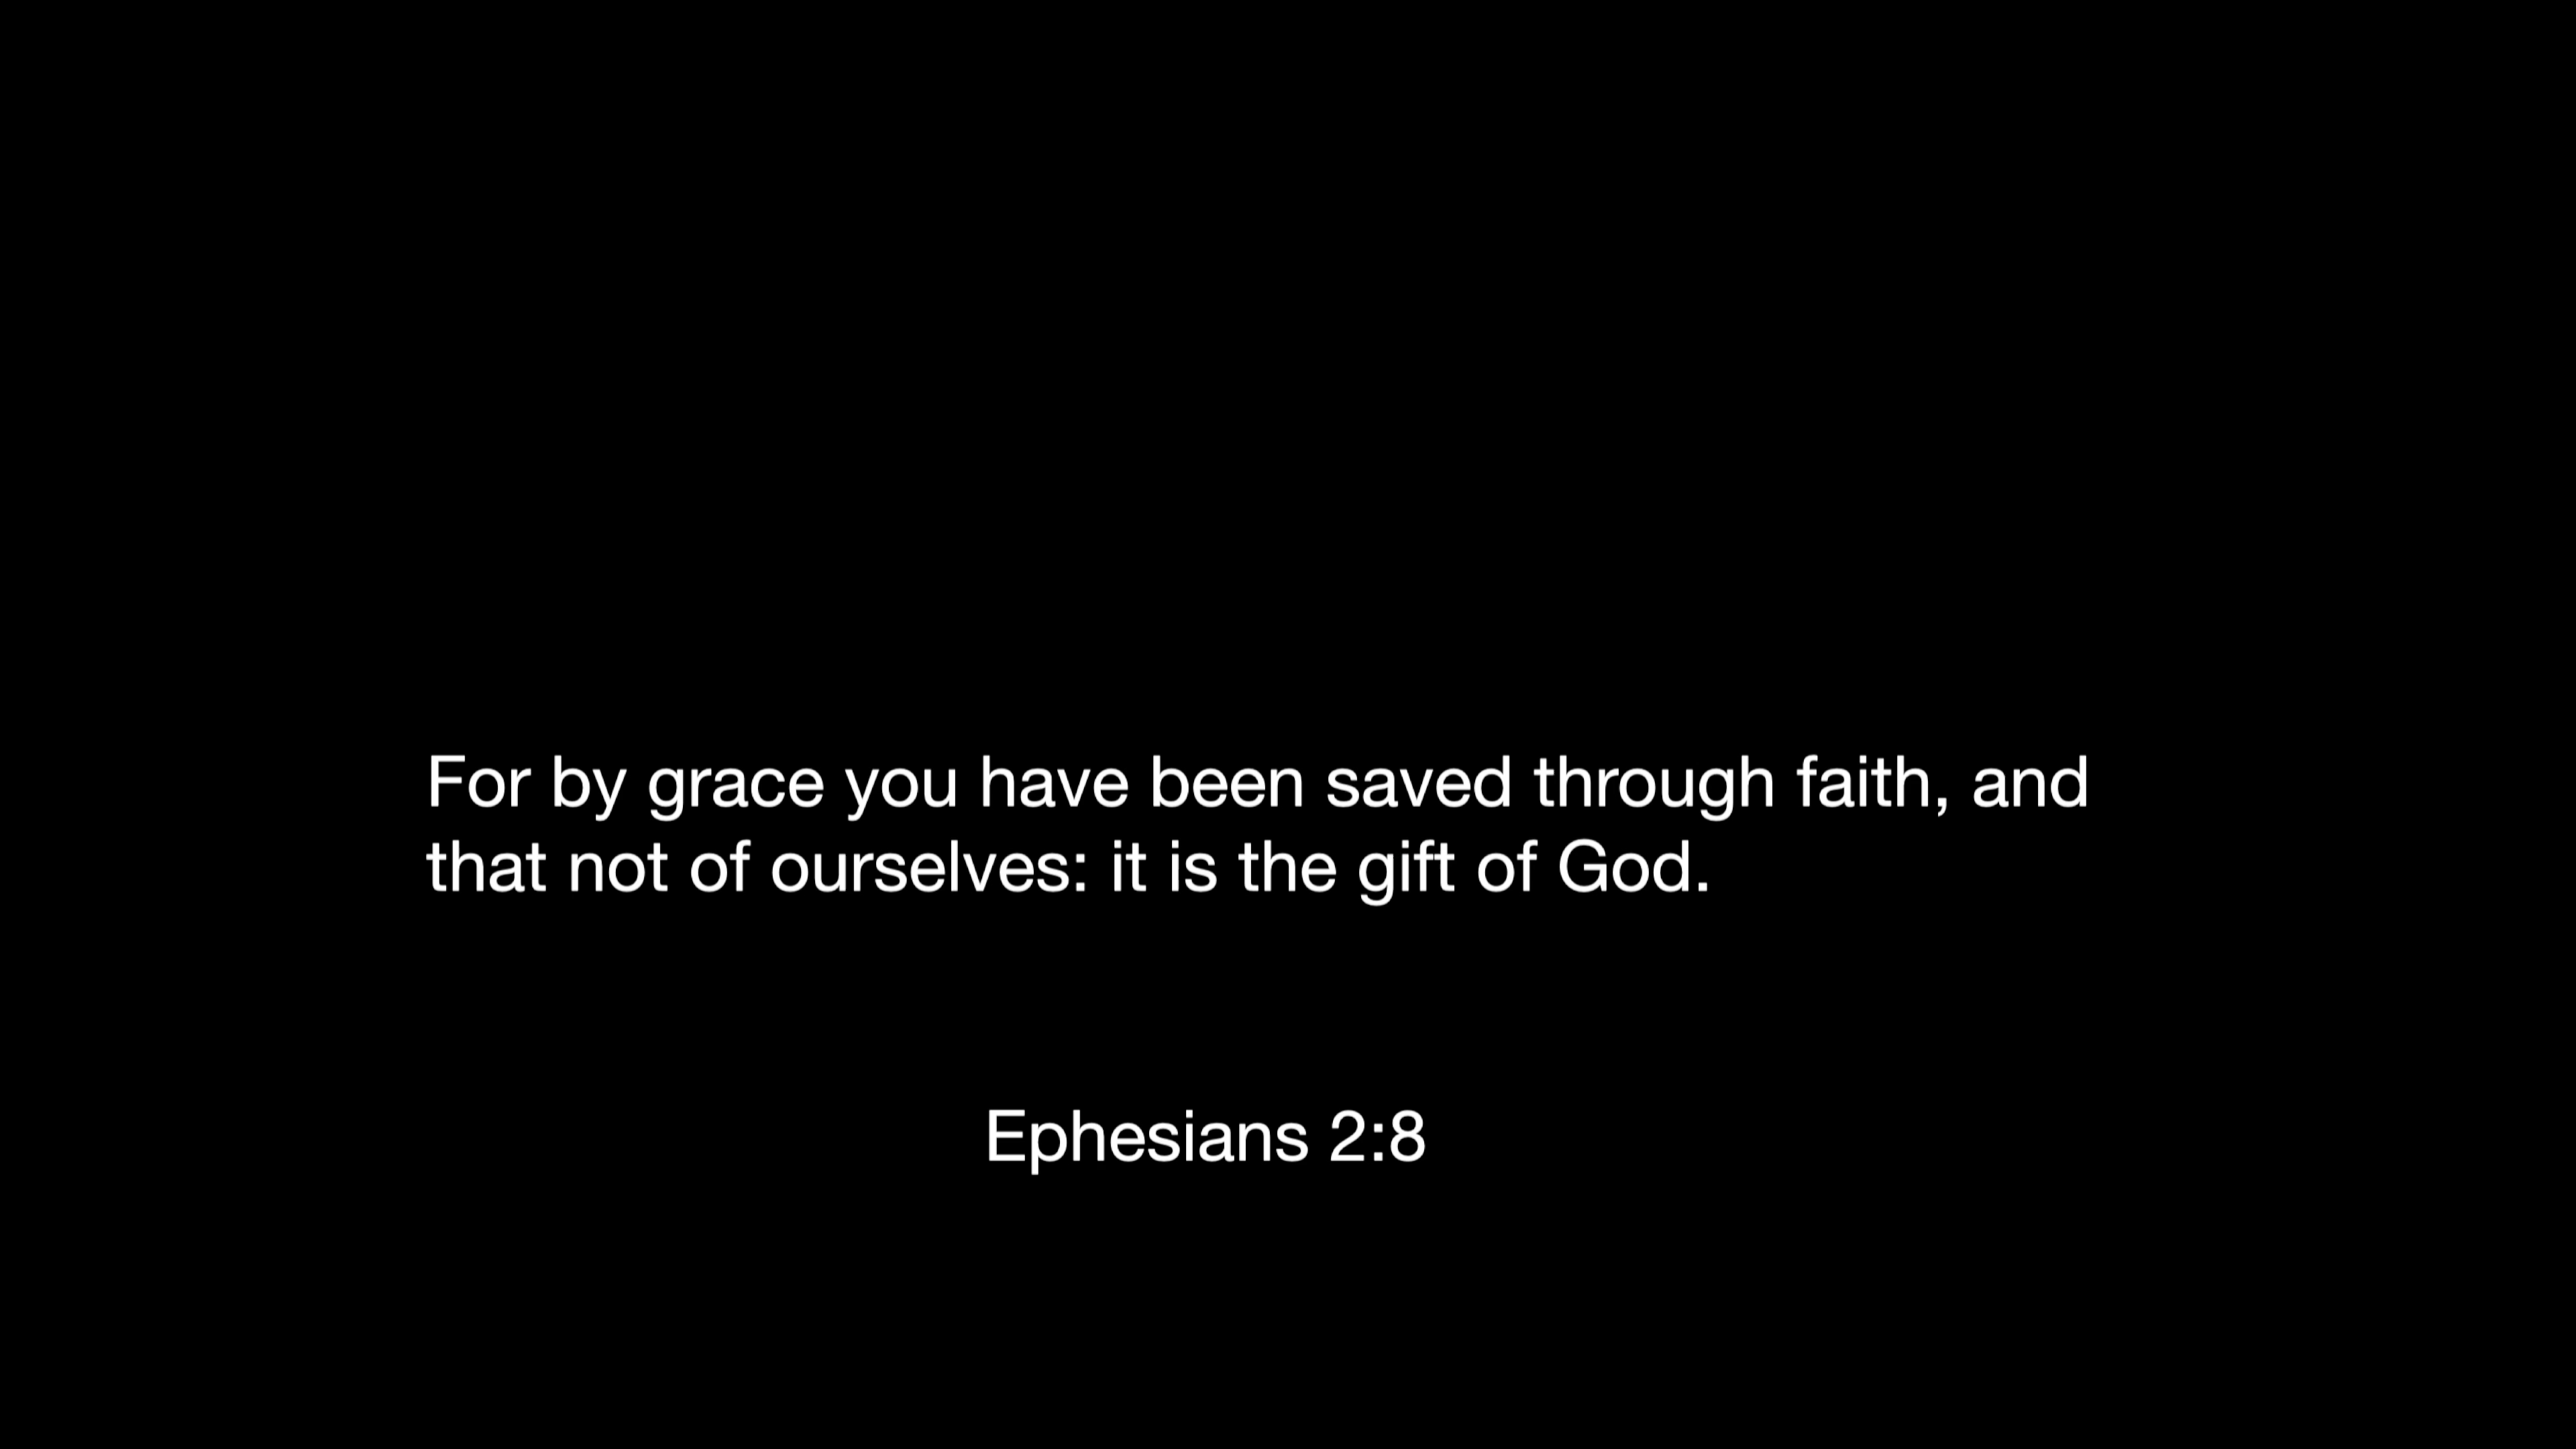 For by grace you have been saved through faith, and
that not of ourselves: it is the gift of God.
Ephesians 2:8